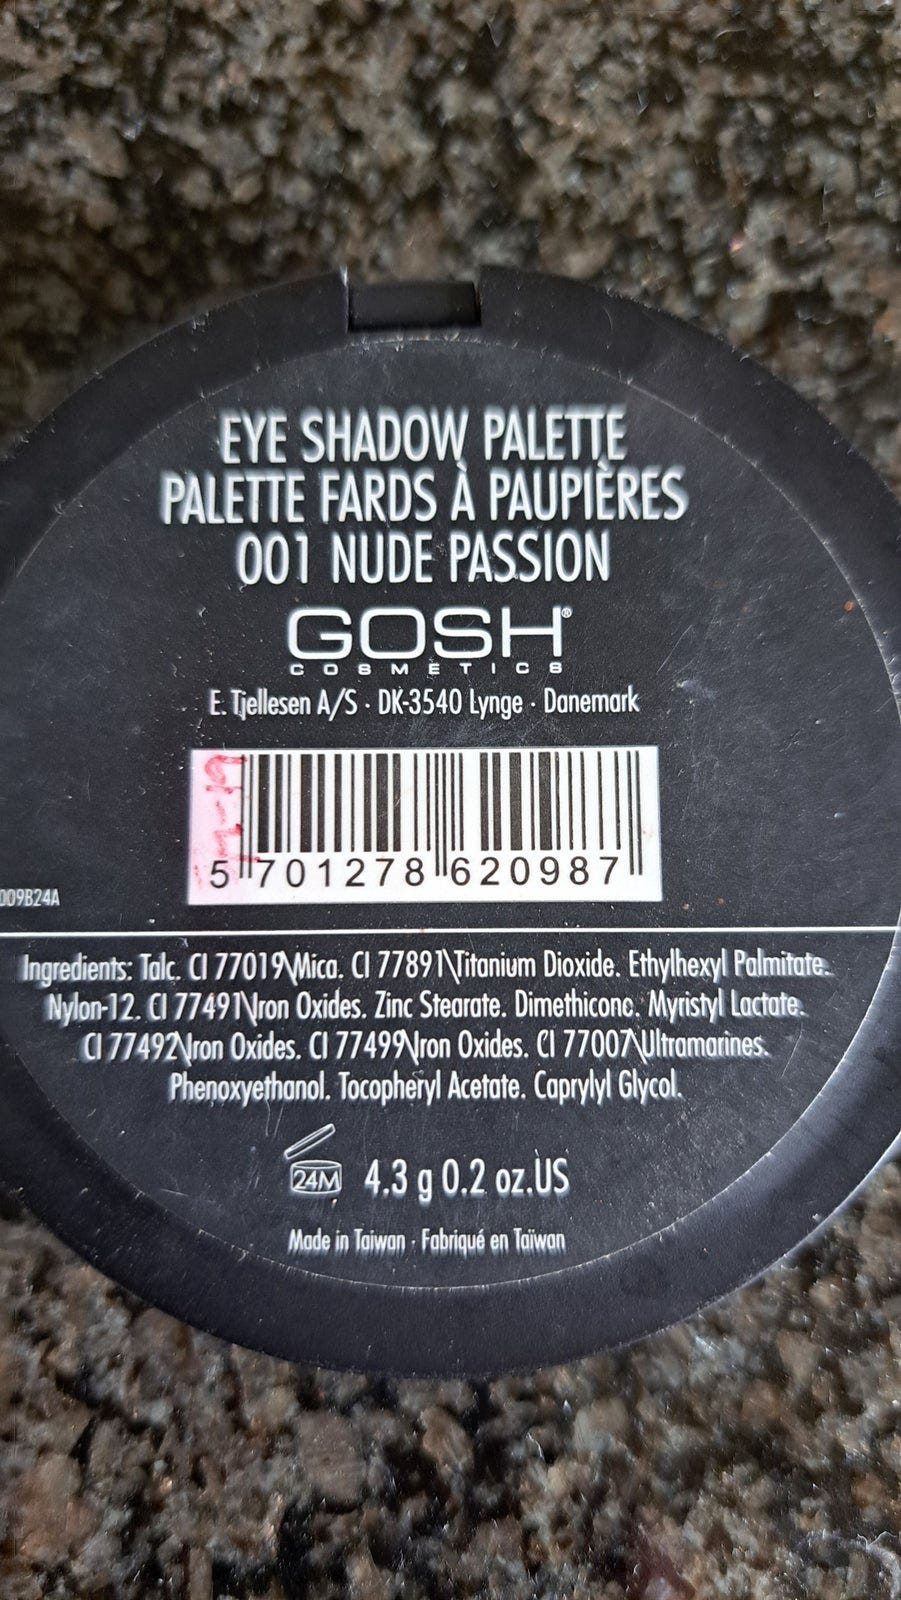 EYE SHADOW PALETTE
PALETTE FARDS À PAUPIÈRES
001 NUDE PASSION
GOSH®
COSMETICS
E. Tjellesen A/S · DK-3540 Lynge · Danemark
5 701278 620987
009B24A
Ingredients: Talc. CI 77019\Mica. CI 77891\Titanium Dioxide. Ethylhexyl Palmitate.
Nylon-12. CI 77491\Iron Oxides. Zinc Stearate. Dimethicone. Myristyl Lactate.
CI 77492\Iron Oxides. CI 77499\Iron Oxides. CI 77007\Ultramarines.
Phenoxyethanol. Tocopheryl Acetate. Caprylyl Glycol.
24M 4.3 g 0.2 oz.US
Made in Taiwan · Fabriqué en Taïwan